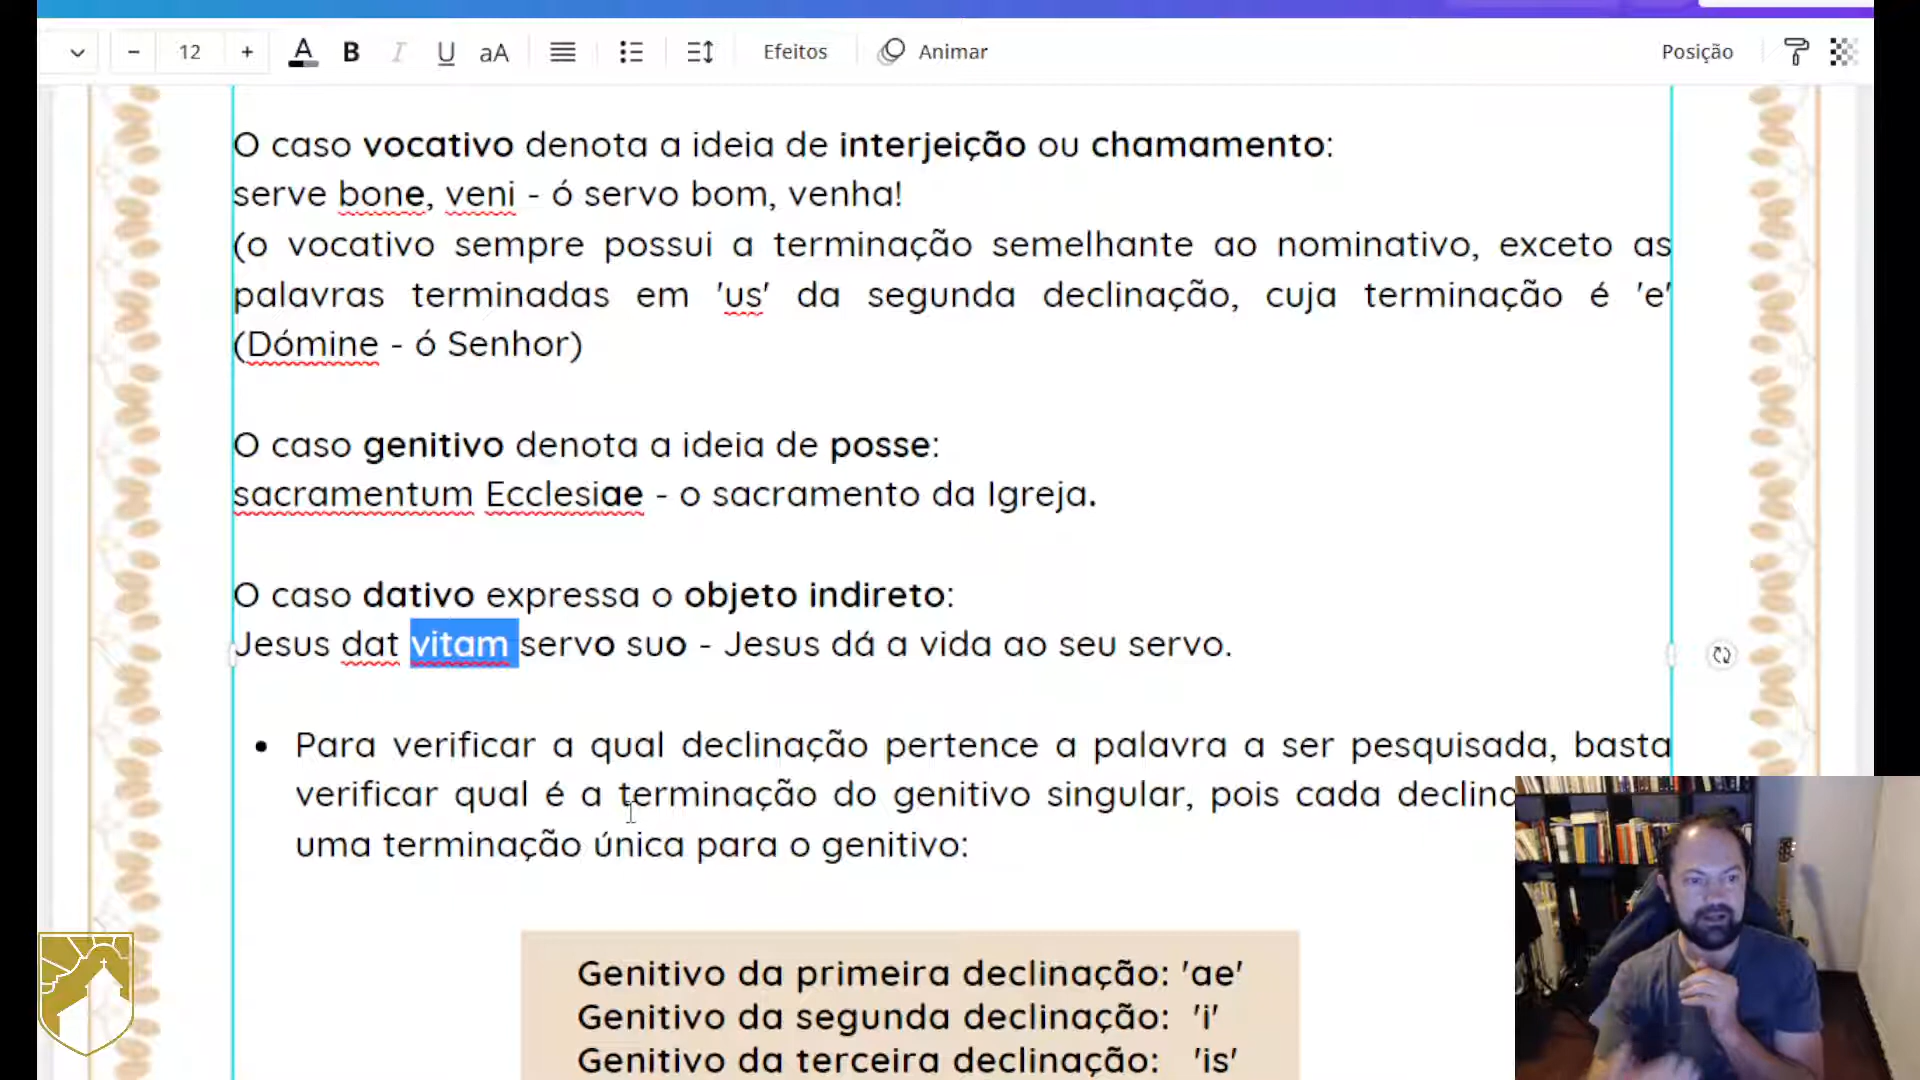 12
Efeitos
Animar
Posição
O caso vocativo denota a ideia de interjeição ou chamamento:
serve bone, veni - ó servo bom, venha!
(o vocativo sempre possui a terminação semelhante ao nominativo, exceto as
palavras terminadas em 'us' da segunda declinação, cuja terminação é 'e'
(Dómine - ó Senhor)
O caso genitivo denota a ideia de posse:
sacramentum Ecclesiae - o sacramento da Igreja.
O caso dativo expressa o objeto indireto:
Jesus dat vitam servo suo - Jesus dá a vida ao seu servo.
• Para verificar a qual declinação pertence a palavra a ser pesquisada, basta
verificar qual é a terminação do genitivo singular, pois cada
uma terminação única para o genitivo:
Genitivo da primeira declinação: 'ae'
Genitivo da segunda declinação: 'i'
Genitivo da terceira declinação: 'is'